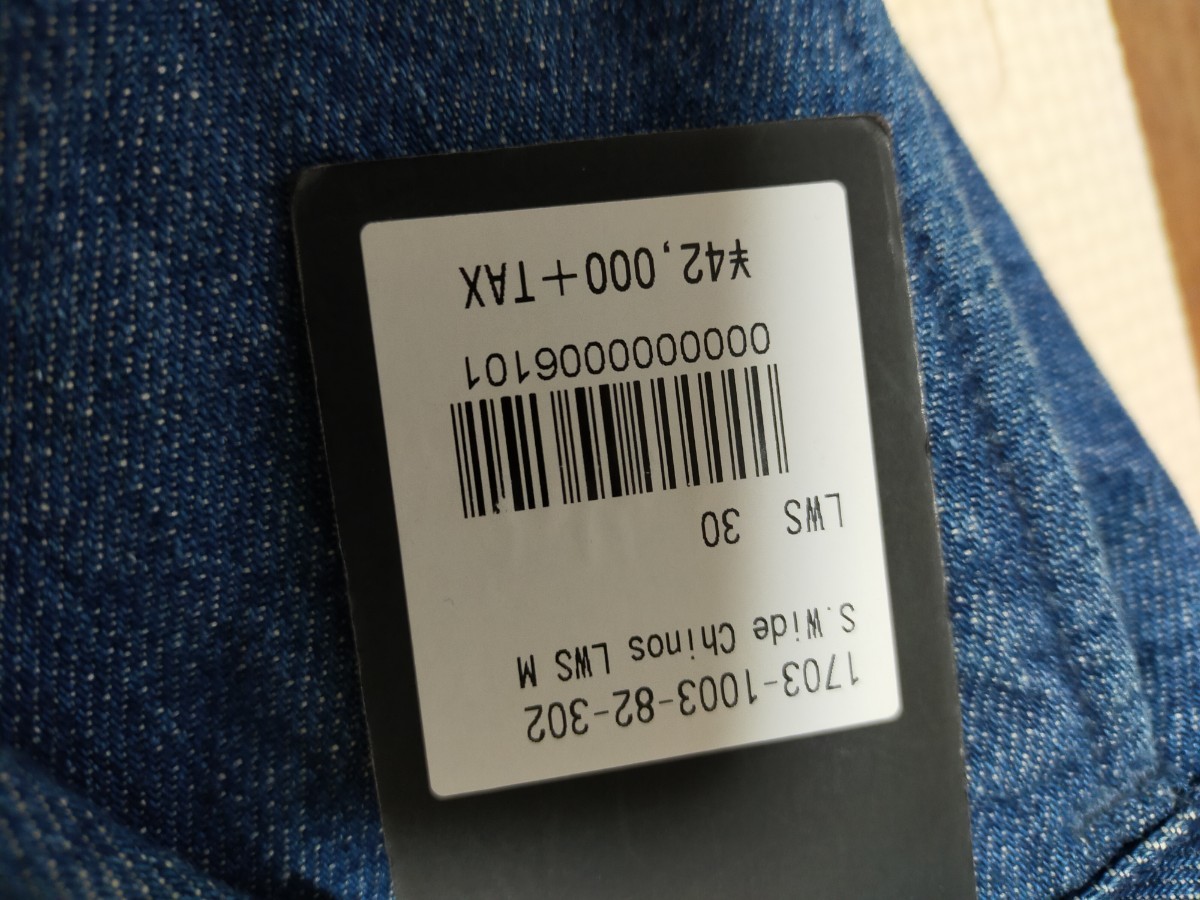 1703-1003-82-302
S.Wide Chinos LWS M
LWS 30
0000000006101
¥42,000+TAX